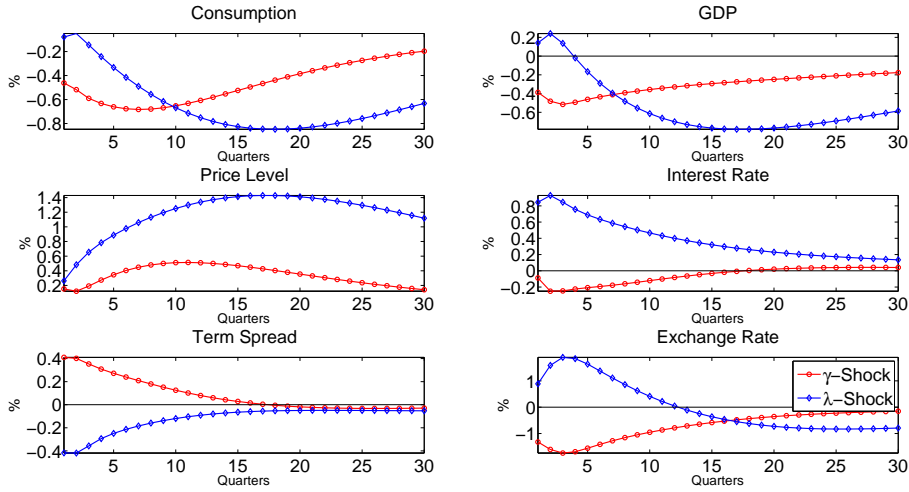 Consumption
GDP
%
−0.2
−0.4
−0.6
−0.8
5 10 15 20 25 30
Quarters
%
0.2
0
−0.2
−0.4
−0.6
5 10 15 20 25 30
Quarters
Price Level
Interest Rate
%
1.4
1.2
1
0.8
0.6
0.4
0.2
5 10 15 20 25 30
Quarters
%
0.8
0.6
0.4
0.2
0
−0.2
5 10 15 20 25 30
Quarters
Term Spread
Exchange Rate
%
0.4
0.2
0
−0.2
−0.4
5 10 15 20 25 30
Quarters
%
1
0
−1
5 10 15 20 25 30
Quarters
γ−Shock
λ−Shock